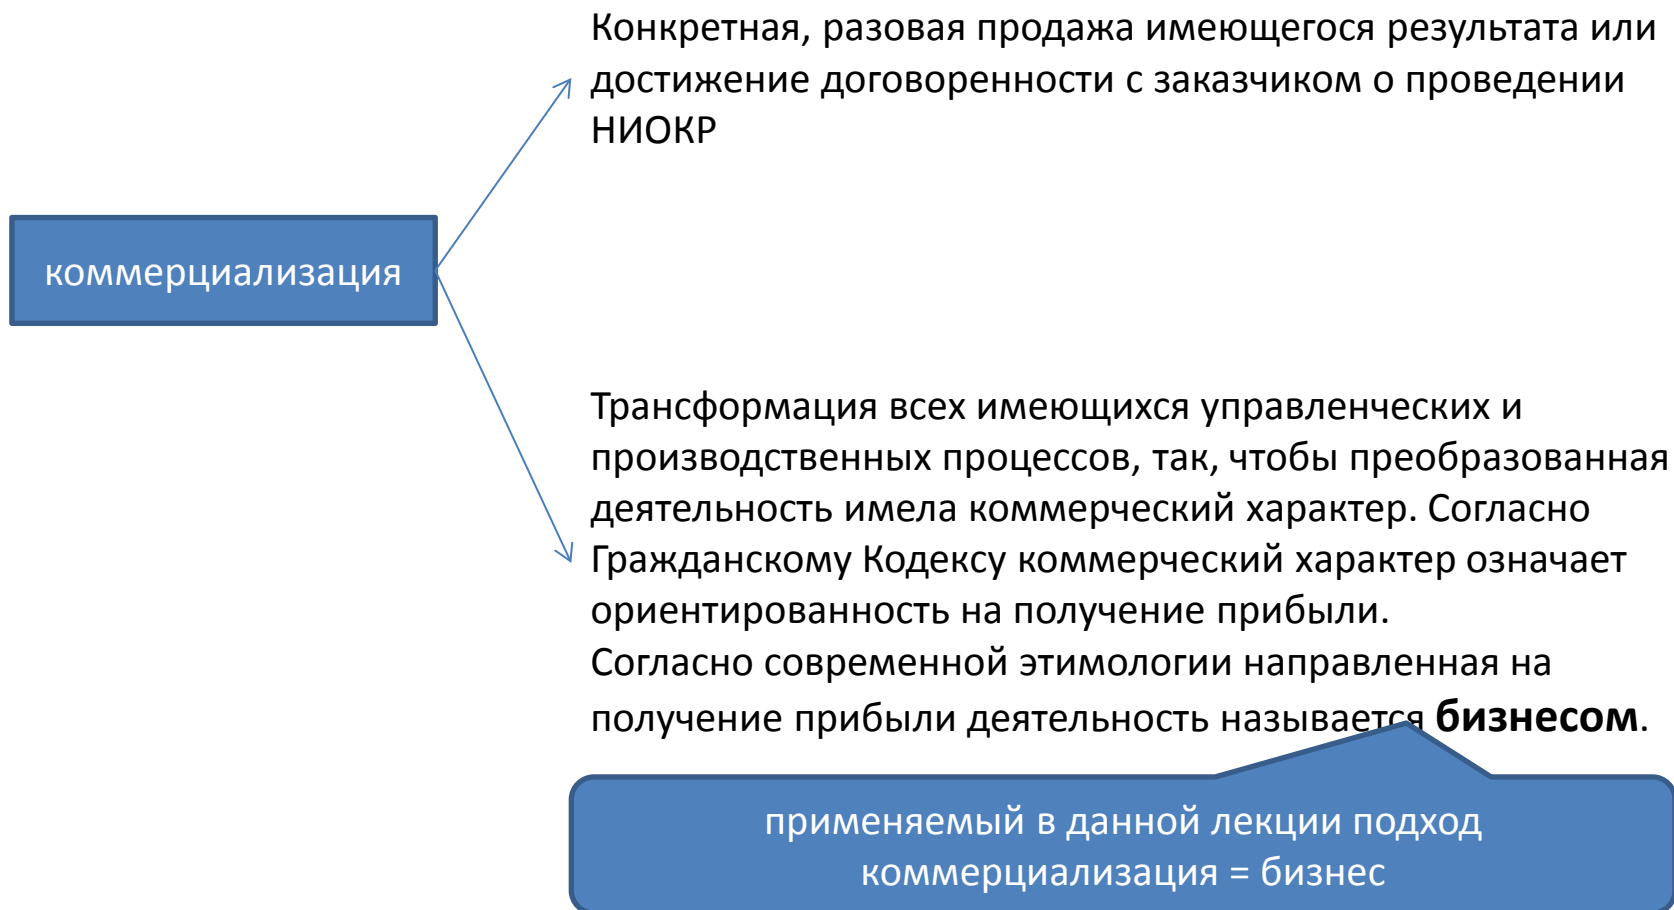 Конкретная, разовая продажа имеющегося результата или
достижение договоренности с заказчиком о проведении
НИОКР
коммерциализация
Трансформация всех имеющихся управленческих и
производственных процессов, так, чтобы преобразованная
деятельность имела коммерческий характер. Согласно
Гражданскому Кодексу коммерческий характер означает
ориентированность на получение прибыли.
Согласно современной этимологии направленная на
получение прибыли деятельность называется бизнесом.
применяемый в данной лекции подход
коммерциализация = бизнес